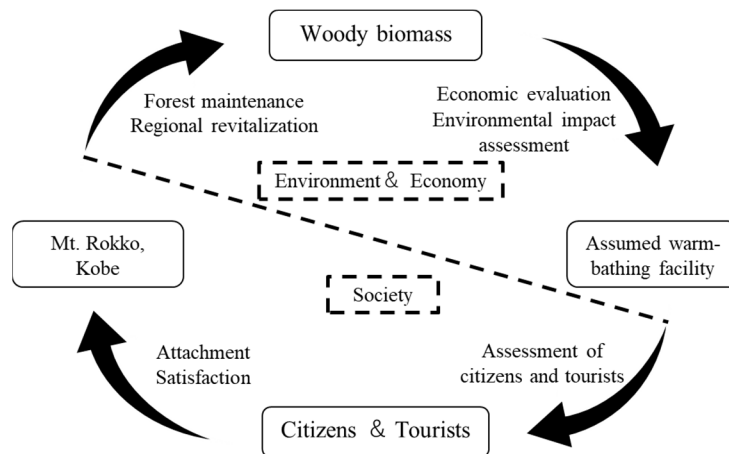 Woody biomass
Forest maintenance
Regional revitalization
Economic evaluation
Environmental impact
assessment
Environment & Economy
Mt. Rokko,
Kobe
Assumed warm-
bathing facility
Society
Attachment
Satisfaction
Assessment of
citizens and tourists
Citizens & Tourists